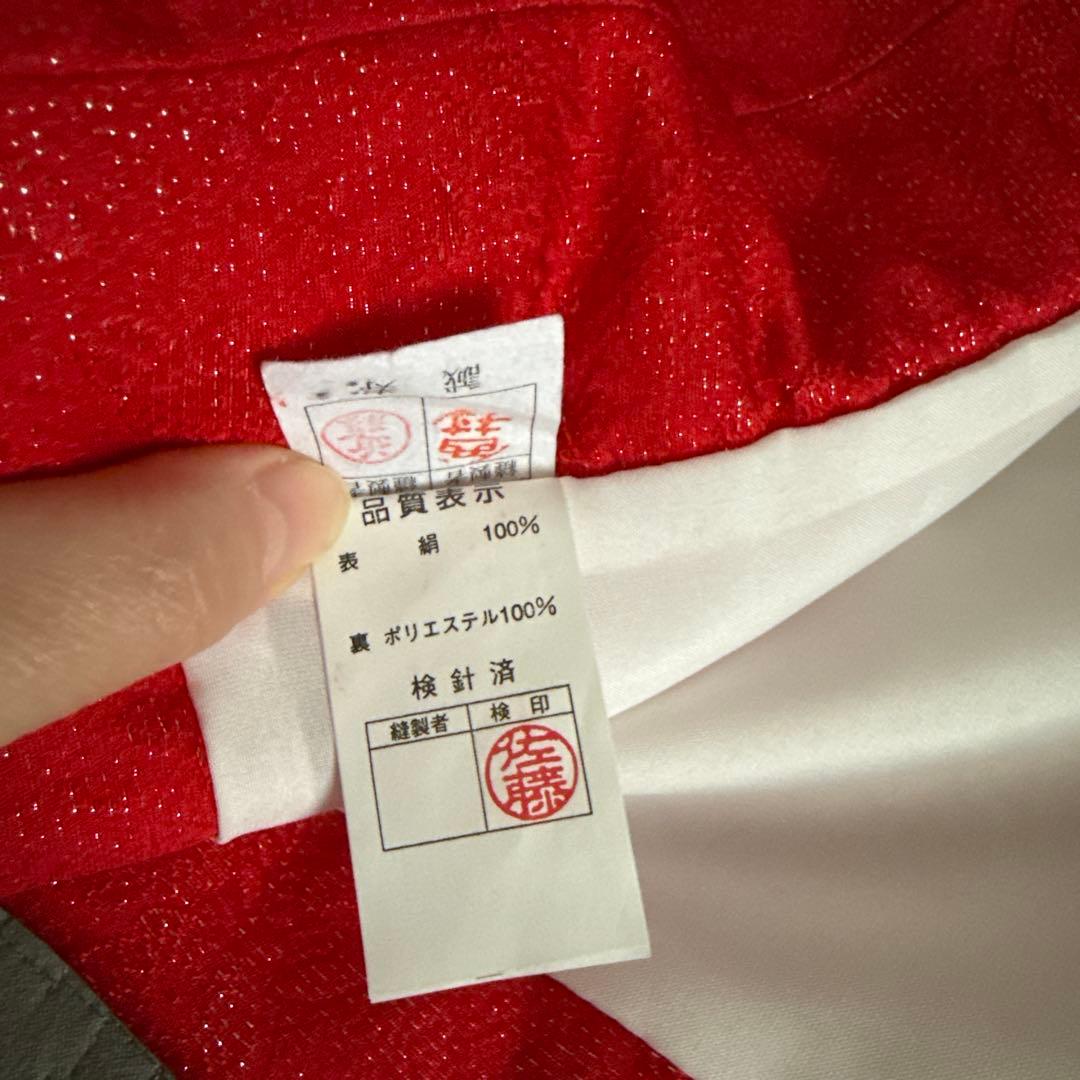 誠
品質表示
表 絹 100%
裏 ポリエステル100%
検針済
縫製者 検印
佐藤